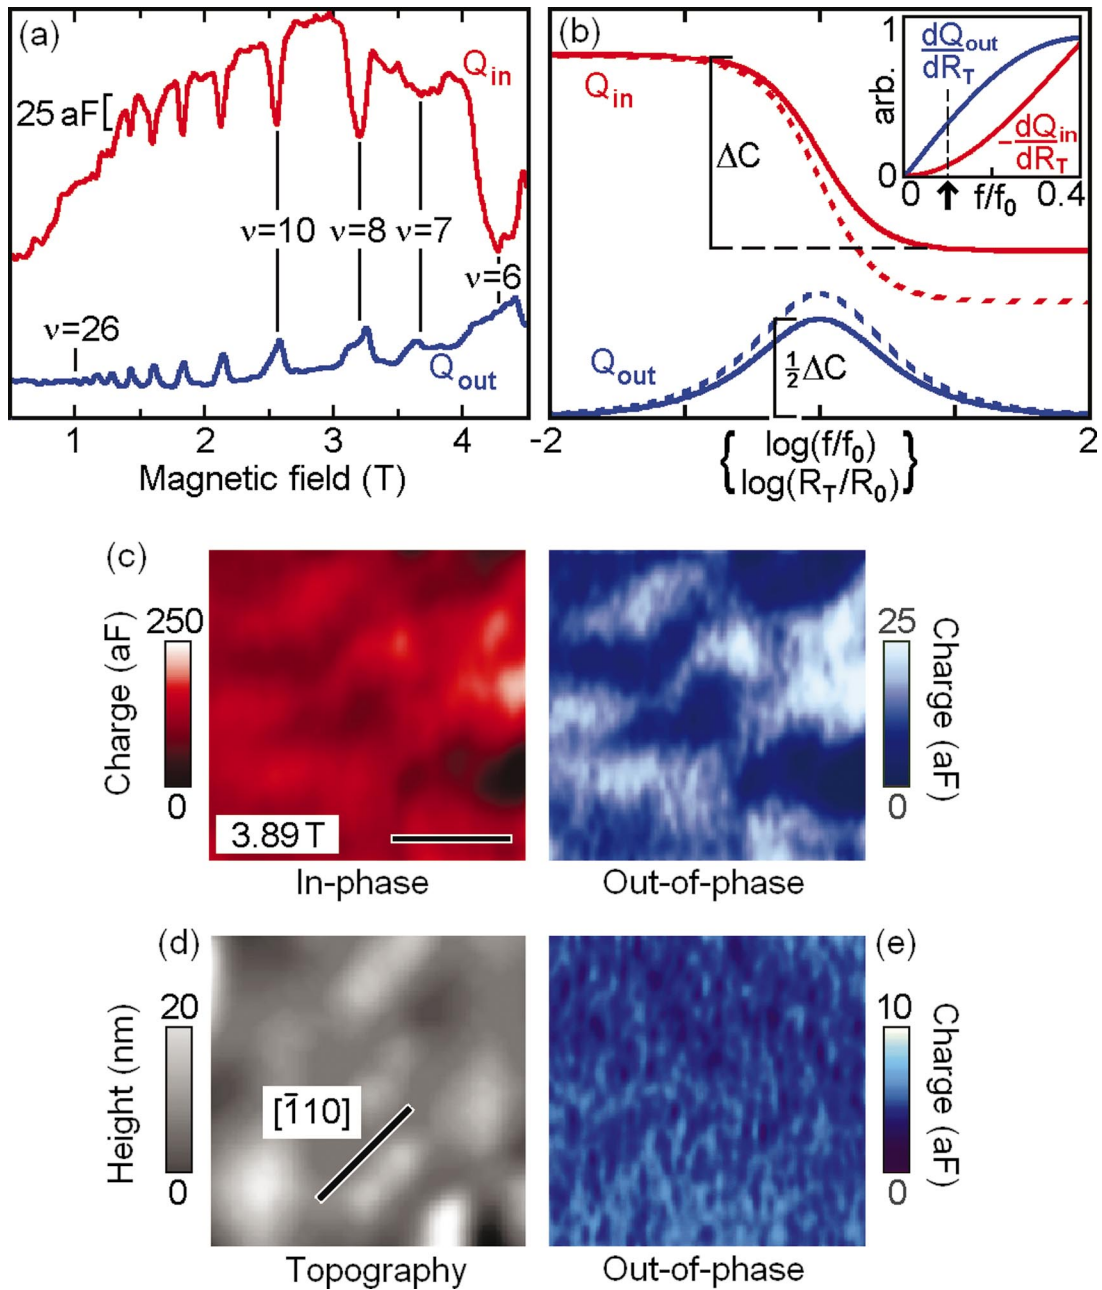 (a)
Q_in
25 aF
ν=10 ν=8 ν=7
ν=6
ν=26
Q_out
1 2 3 4
Magnetic field (T)
(b)
Q_in
ΔC
Q_out
½ΔC
-2 2
log(f/f₀)
log(R_T/R₀)
1
dQ_out
dR_T
arb.
-dQ_in
dR_T
0
0 f/f₀ 0.4
(c)
250
Charge (aF)
0
3.89 T
In-phase
25
Charge (aF)
0
Out-of-phase
(d)
20
Height (nm)
0
[1̄10]
Topography
(e)
10
Charge (aF)
0
Out-of-phase